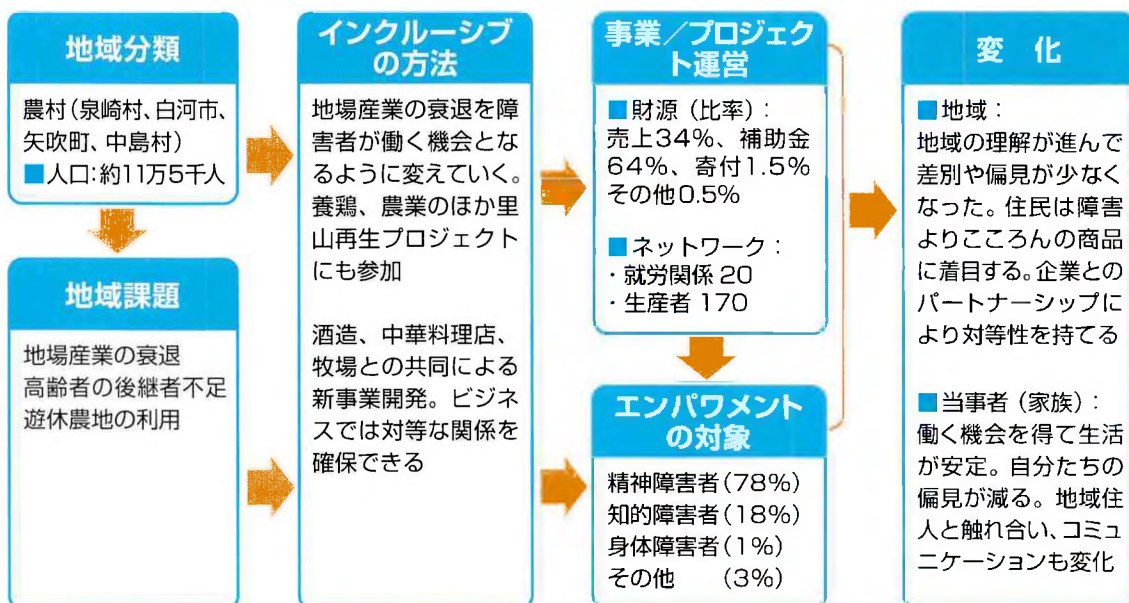 地域分類
農村(泉崎村、白河市、
矢吹町、中島村)
■人口:約11万5千人
地域課題
地場産業の衰退
高齢者の後継者不足
遊休農地の利用
インクルーシブ
の方法
地場産業の衰退を障
害者が働く機会とな
るように変えていく。
養鶏、農業のほか里
山再生プロジェクト
にも参加
酒造、中華料理店、
牧場との共同による
新事業開発。ビジネ
スでは対等な関係を
確保できる
事業/プロジェク
ト運営
■財源(比率):
売上34%、補助金
64%、寄付1.5%
その他0.5%
■ネットワーク:
・就労関係 20
・生産者 170
エンパワメント
の対象
精神障害者(78%)
知的障害者(18%)
身体障害者(1%)
その他 (3%)
変 化
■地域:
地域の理解が進んで
差別や偏見が少なく
なった。住民は障害
よりこころんの商品
に着目する。企業との
パートナーシップに
より対等性を持てる
■当事者(家族):
働く機会を得て生活
が安定。自分たちの
偏見が減る。地域住
人と触れ合い、コミュ
ニケーションも変化